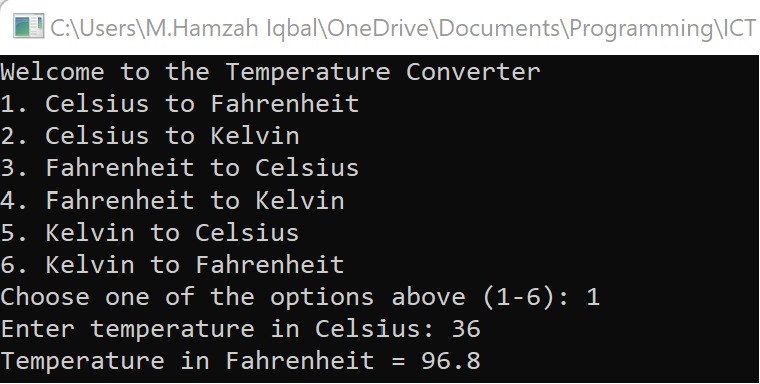 C:\Users\M.Hamzah Iqbal\OneDrive\Documents\Programming\ICT
Welcome to the Temperature Converter
1. Celsius to Fahrenheit
2. Celsius to Kelvin
3. Fahrenheit to Celsius
4. Fahrenheit to Kelvin
5. Kelvin to Celsius
6. Kelvin to Fahrenheit
Choose one of the options above (1-6): 1
Enter temperature in Celsius: 36
Temperature in Fahrenheit = 96.8